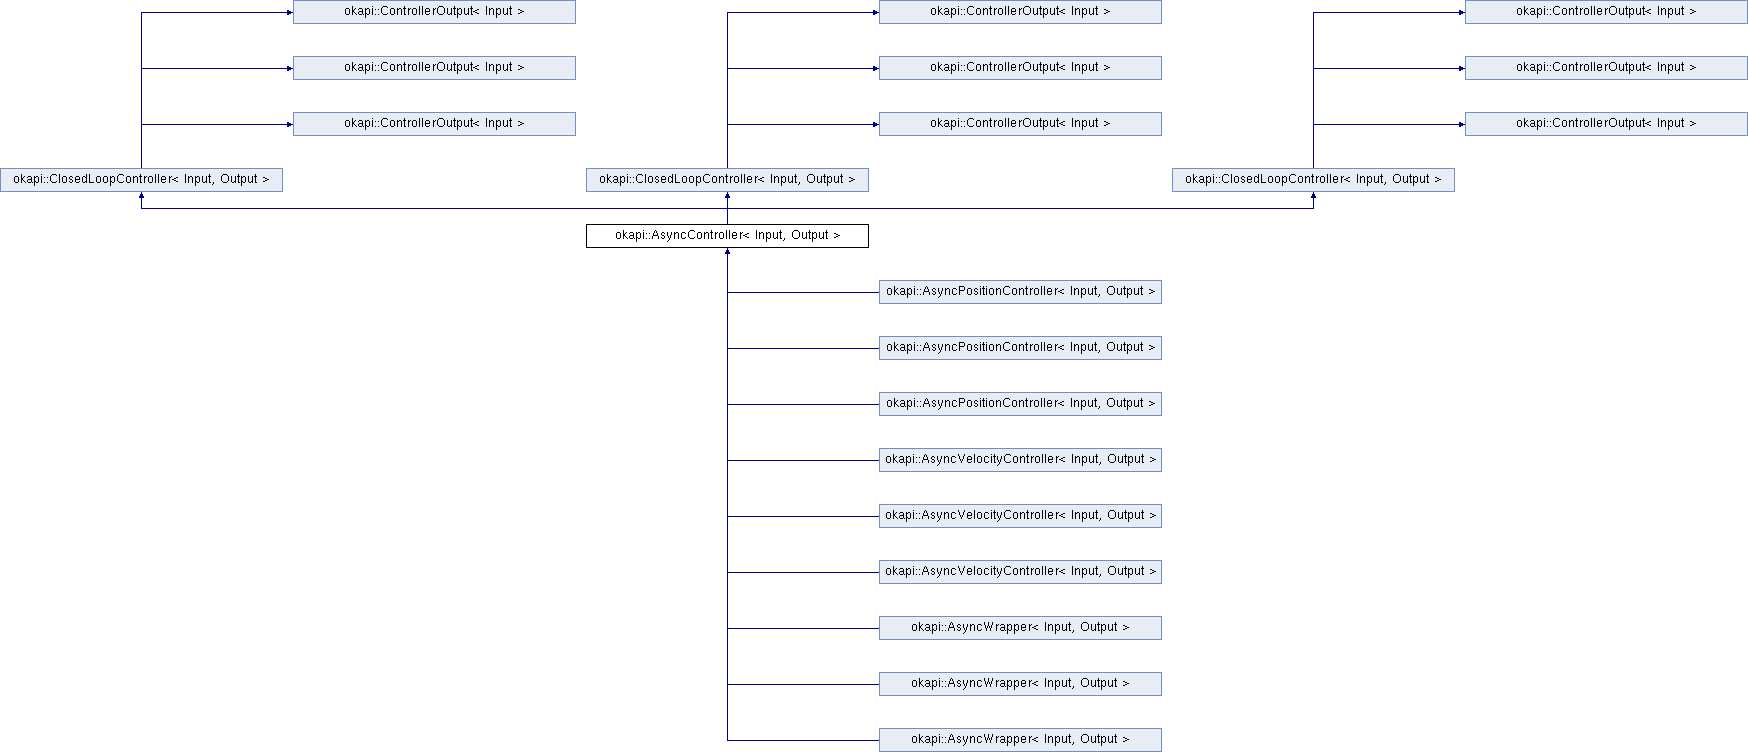 okapi::ControllerOutput< Input >
okapi::ControllerOutput< Input >
okapi::ControllerOutput< Input >
okapi::ControllerOutput< Input >
okapi::ControllerOutput< Input >
okapi::ControllerOutput< Input >
okapi::ControllerOutput< Input >
okapi::ControllerOutput< Input >
okapi::ControllerOutput< Input >
okapi::ClosedLoopController< Input, Output >
okapi::ClosedLoopController< Input, Output >
okapi::ClosedLoopController< Input, Output >
okapi::AsyncController< Input, Output >
okapi::AsyncPositionController< Input, Output >
okapi::AsyncPositionController< Input, Output >
okapi::AsyncPositionController< Input, Output >
okapi::AsyncVelocityController< Input, Output >
okapi::AsyncVelocityController< Input, Output >
okapi::AsyncVelocityController< Input, Output >
okapi::AsyncWrapper< Input, Output >
okapi::AsyncWrapper< Input, Output >
okapi::AsyncWrapper< Input, Output >